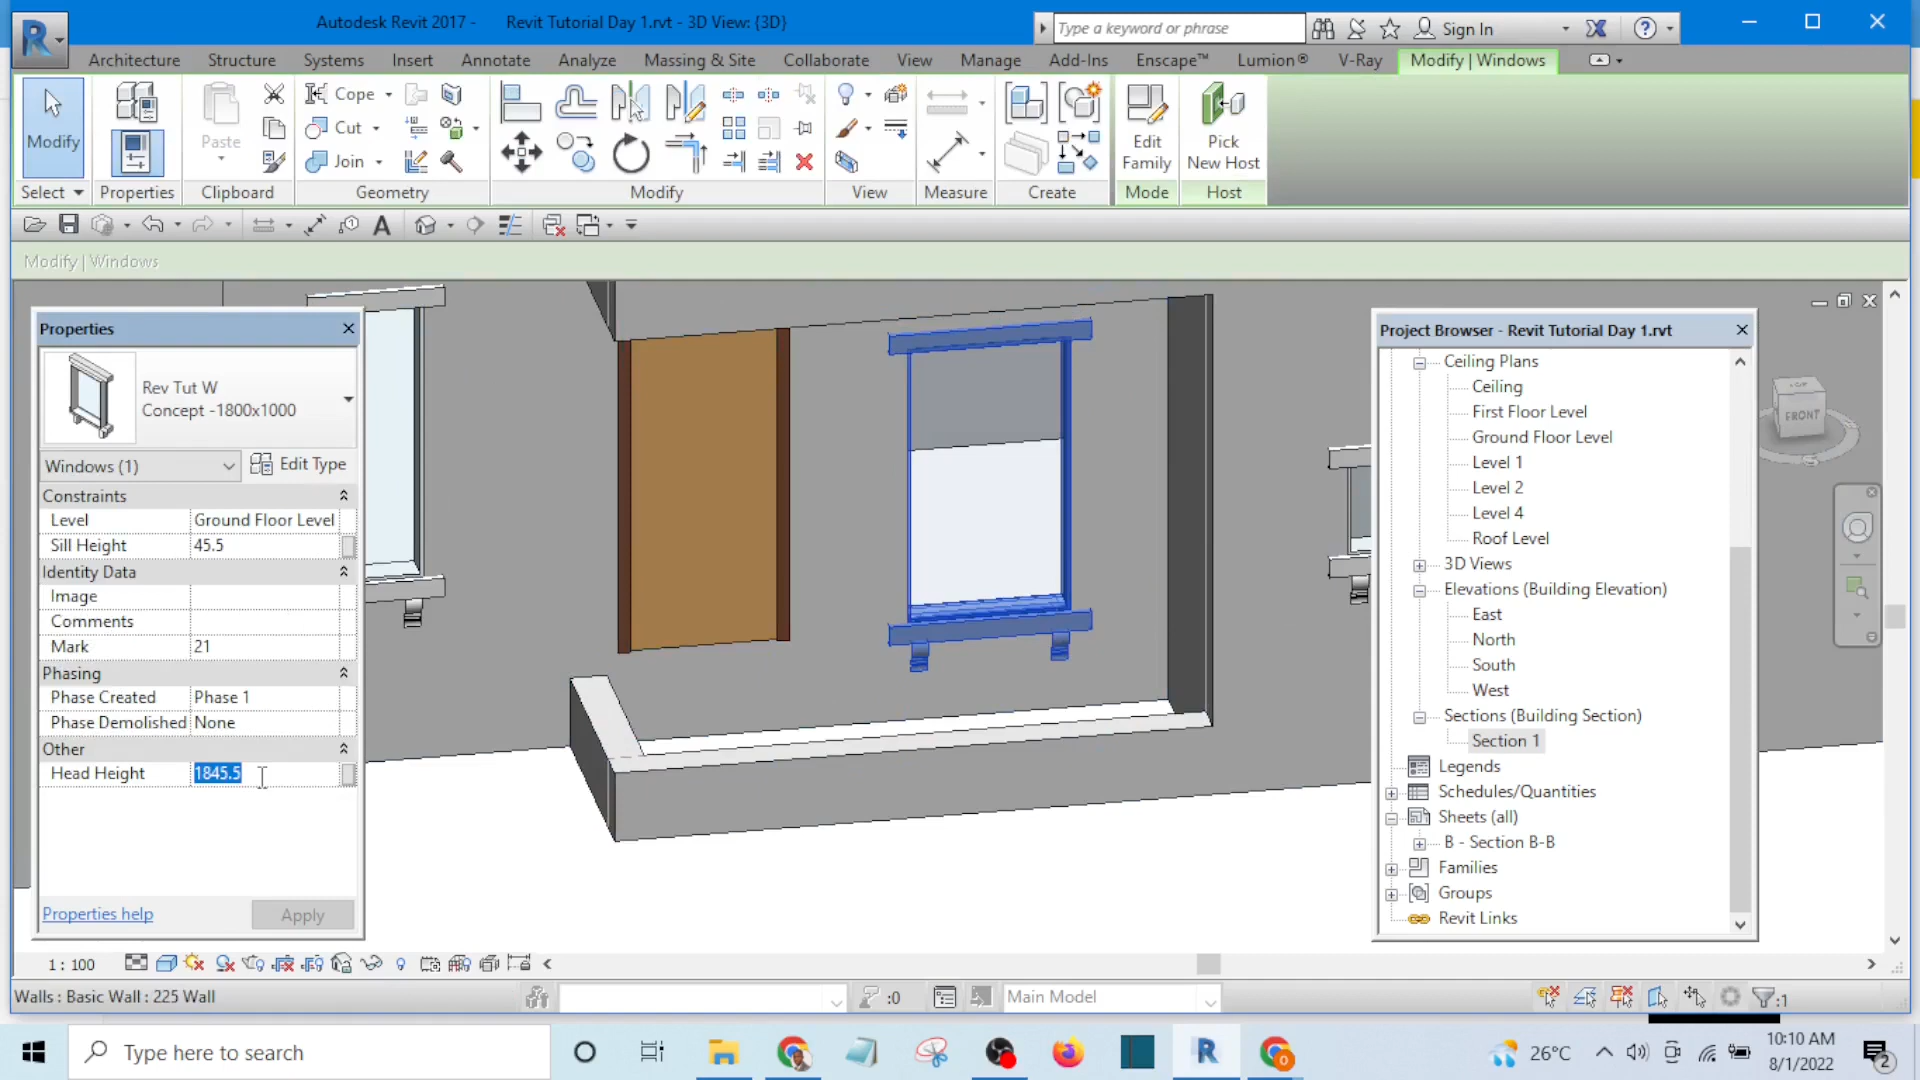 Autodesk Revit 2017 - Revit Tutorial Day 1.rvt - 3D View: {3D}
Type a keyword or phrase
Sign In
Architecture Structure Systems Insert Annotate Analyze Massing & Site Collaborate View Manage Add-Ins Enscape™ Lumion® V-Ray Modify | Windows
Modify
Paste
Cope
Cut
Join
Edit Family
Pick New Host
Select Properties Clipboard Geometry Modify View Measure Create Mode Host
Modify | Windows
Properties
Rev Tut W
Concept -1800x1000
Windows (1) Edit Type
Constraints
Level Ground Floor Level
Sill Height 45.5
Identity Data
Image
Comments
Mark 21
Phasing
Phase Created Phase 1
Phase Demolished None
Other
Head Height 1845.5
Properties help Apply
Project Browser - Revit Tutorial Day 1.rvt
Ceiling Plans
Ceiling
First Floor Level
Ground Floor Level
Level 1
Level 2
Level 4
Roof Level
3D Views
Elevations (Building Elevation)
East
North
South
West
Sections (Building Section)
Section 1
Legends
Schedules/Quantities
Sheets (all)
B - Section B-B
Families
Groups
Revit Links
FRONT
1 : 100
Walls : Basic Wall : 225 Wall
:0
Main Model
:1
Type here to search
26°C
10:10 AM
8/1/2022
2